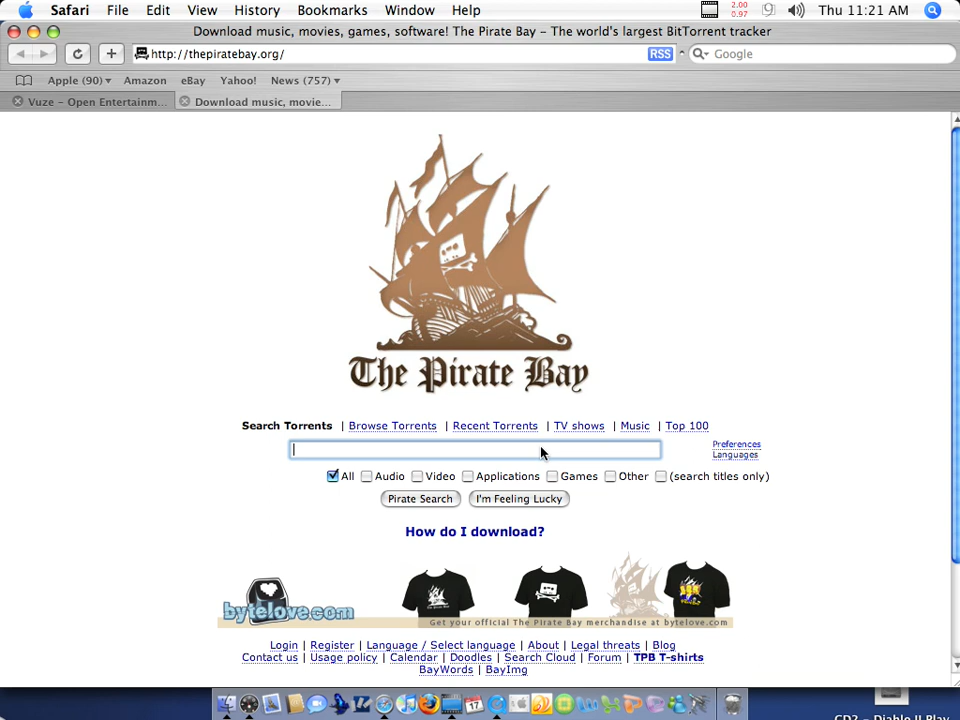 Safari File Edit View History Bookmarks Window Help 2.00 0.97 Thu 11:21 AM
Download music, movies, games, software! The Pirate Bay – The world's largest BitTorrent tracker
http://thepiratebay.org/ RSS Google
Apple (90) Amazon eBay Yahoo! News (757)
Vuze – Open Entertainm... Download music, movie...
The Pirate Bay
Search Torrents | Browse Torrents | Recent Torrents | TV shows | Music | Top 100
Preferences
Languages
All Audio Video Applications Games Other (search titles only)
Pirate Search I'm Feeling Lucky
How do I download?
bytelove.com
Get your official The Pirate Bay merchandise at bytelove.com
Login | Register | Language / Select language | About | Legal threats | Blog
Contact us | Usage policy | Calendar | Doodles | Search Cloud | Forum | TPB T-shirts
BayWords | BayImg
17
CD2 – Diablo II Play